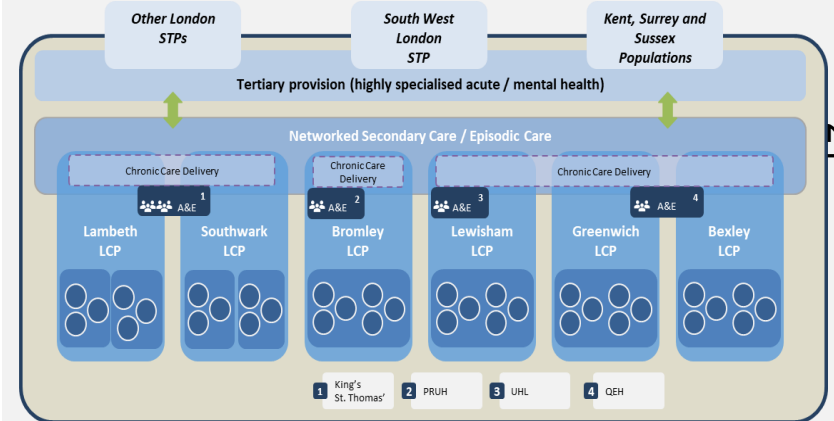 Other London
STPs
South West
London
STP
Kent, Surrey and
Sussex
Populations
Tertiary provision (highly specialised acute / mental health)
Networked Secondary Care / Episodic Care
Chronic Care Delivery
Chronic Care
Delivery
Chronic Care Delivery
A&E 1
A&E 2
A&E 3
A&E 4
Lambeth
LCP
Southwark
LCP
Bromley
LCP
Lewisham
LCP
Greenwich
LCP
Bexley
LCP
1 King's
St. Thomas'
2 PRUH
3 UHL
4 QEH